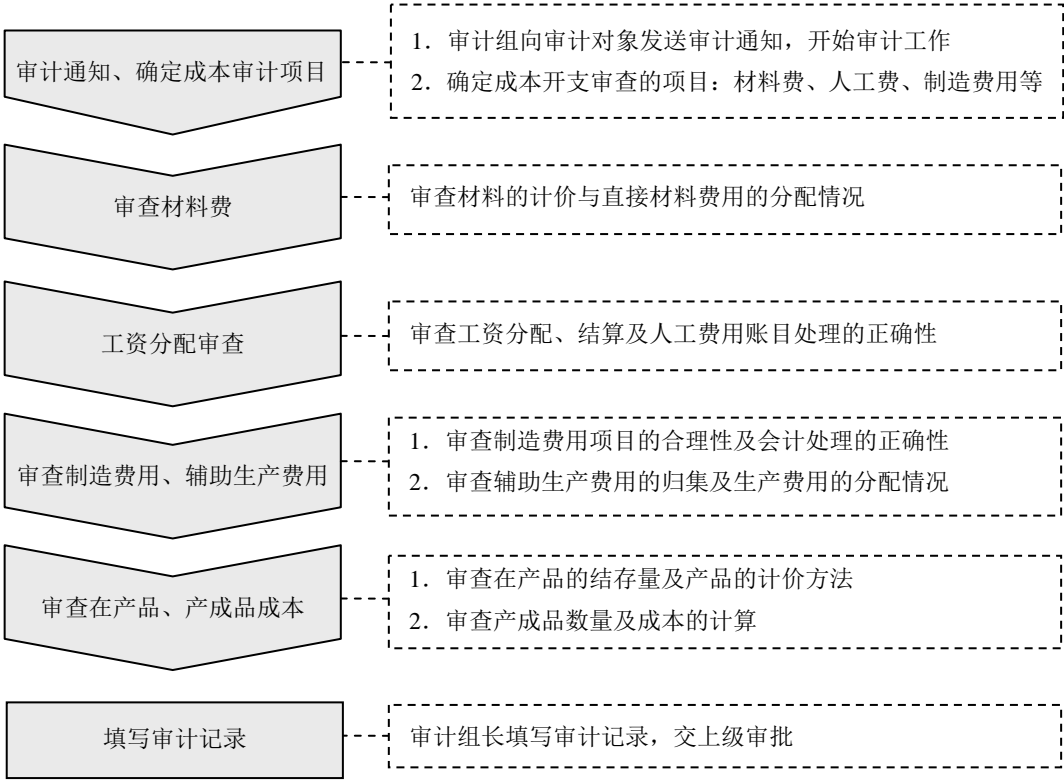 审计通知、确定成本审计项目
1．审计组向审计对象发送审计通知，开始审计工作
2．确定成本开支审查的项目：材料费、人工费、制造费用等
审查材料费
审查材料的计价与直接材料费用的分配情况
工资分配审查
审查工资分配、结算及人工费用账目处理的正确性
审查制造费用、辅助生产费用
1．审查制造费用项目的合理性及会计处理的正确性
2．审查辅助生产费用的归集及生产费用的分配情况
审查在产品、产成品成本
1．审查在产品的结存量及产品的计价方法
2．审查产成品数量及成本的计算
填写审计记录
审计组长填写审计记录，交上级审批